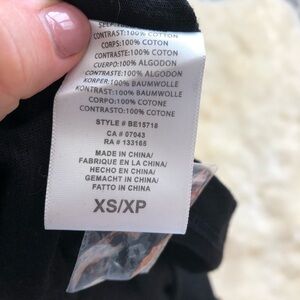 CONTRAST:100% COTTON
CORPS:100% COTON
CONTRASTE:100% COTON
CUERPO:100% ALGODON
CONTRASTE:100% ALGODON
KORPER:100% BAUMWOLLE
KONTRAST:100% BAUMWOLLE
CORPO:100% COTONE
CONTRASTO:100% COTONE
STYLE # BE15718
CA # 07043
RA # 133165
MADE IN CHINA/
FABRIQUE EN LA CHINE/
HECHO EN CHINA/
GEMACHT IN CHINA/
FATTO IN CHINA
XS/XP